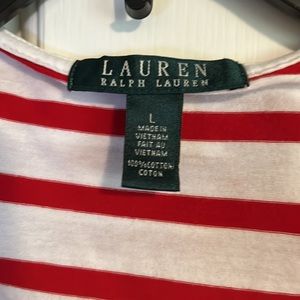 LAUREN
RALPH LAUREN
L
MADE IN
VIETNAM
FAIT AU
VIETNAM
100% COTTON
COTON